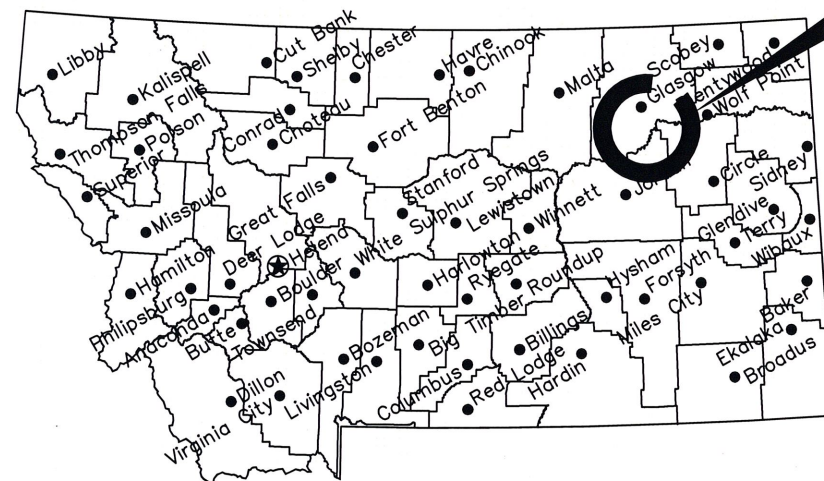 Libby
Kalispell
Cut Bank
Shelby
Chester
Havre
Chinook
Malta
Scobey
Glasgow
Wolf Point
Thompson Falls
Polson
Superior
Conrad
Choteau
Fort Benton
Missoula
Great Falls
Stanford
Lewistown
Winnett
Circle
Sidney
Glendive
Terry
Wibaux
Hamilton
Deer Lodge
Helena
White Sulphur Springs
Harlowton
Ryegate
Roundup
Hysham
Forsyth
Miles City
Baker
Philipsburg
Anaconda
Butte
Boulder
Townsend
Bozeman
Livingston
Big Timber
Columbus
Billings
Red Lodge
Hardin
Ekalaka
Broadus
Dillon
Virginia City